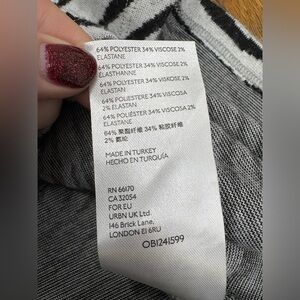 64% POLYESTER 34% VISCOSE 2%
ELASTANE
64% POLYESTER 34% VISCOSE 2%
ELASTHANNE
64% POLYESTER 34% VISKOSE 2%
ELASTAN
64% POLIESTERE 34% VISCOSA
2% ELASTAN
64% POLIÉSTER 34% VISCOSA 2%
ELASTANO
64% 聚酯纤维 34% 粘胶纤维
2% 氨纶
MADE IN TURKEY
HECHO EN TURQUÍA
RN 66170
CA 32054
FOR EU
URBN UK Ltd.
146 Brick Lane,
LONDON E1 6RU
OB1241599